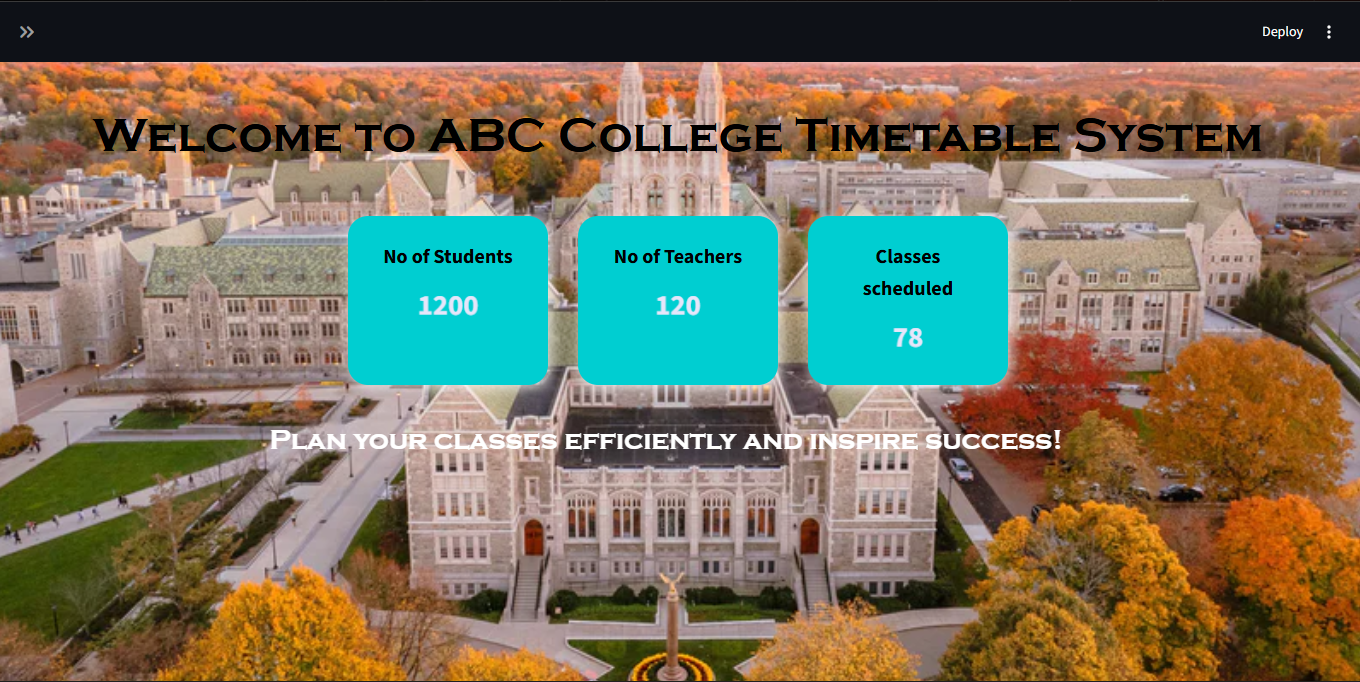 Deploy
Welcome to ABC College Timetable System
No of Students
1200
No of Teachers
120
Classes
scheduled
78
Plan your classes efficiently and inspire success!